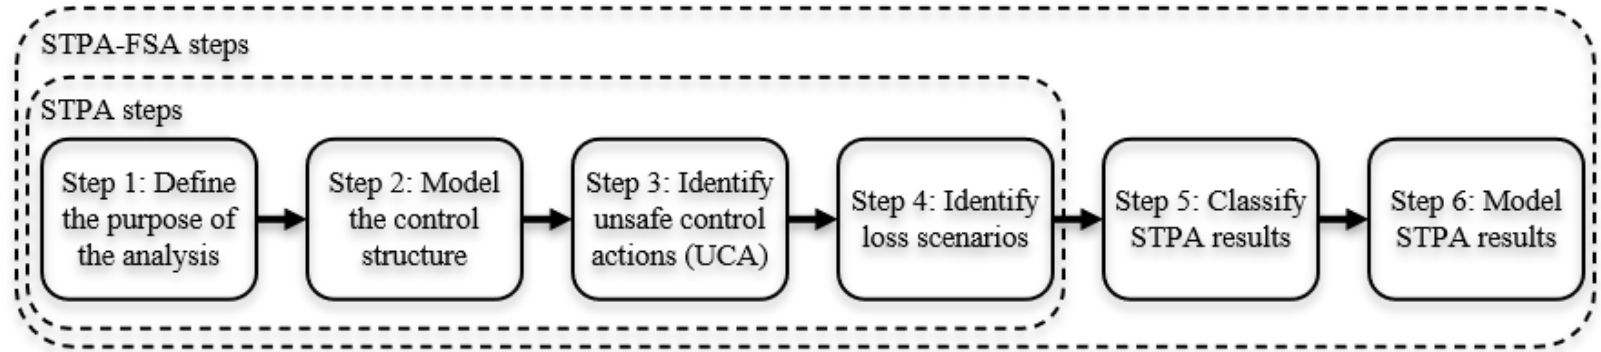 STPA-FSA steps
STPA steps
Step 1: Define
the purpose of
the analysis
Step 2: Model
the control
structure
Step 3: Identify
unsafe control
actions (UCA)
Step 4: Identify
loss scenarios
Step 5: Classify
STPA results
Step 6: Model
STPA results